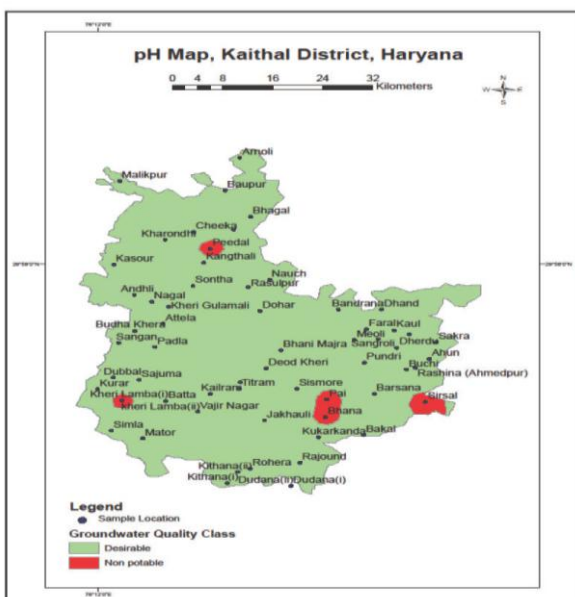 pH Map, Kaithal District, Haryana
0 4 8 16 24 32
Kilometers
N
W E
S
Amoli
Malikpur
Baupur
Bhagal
Cheeka
Kharondhi
Peedal
Kangthali
Kasour
Nauch
Sontha
Rasulpur
Andhli
Nagal
Kheri Gulamali
Dohar
Bandrana
Dhand
Attela
Budha Khera
Faral
Kaul
Meoli
Sangan
Padla
Sangroli
Dherdu
Sakra
Bhani Majra
Ahun
Pundri
Deod Kheri
Buchi
Rashina (Ahmedpur)
Dubbal
Sajuma
Titram
Kurar
Kailram
Sismore
Barsana
Kheri Lamba(i)
Batta
Pai
Sirsal
kheri Lamba(ii)
Vajir Nagar
Jakhauli
Bhana
Simla
Mator
Kukarkanda
Bakal
Rajound
Kithana(ii)
Rohera
Kithana(i)
Dudana(ii)
Dudana(i)
Legend
Sample Location
Groundwater Quality Class
Desirable
Non potable